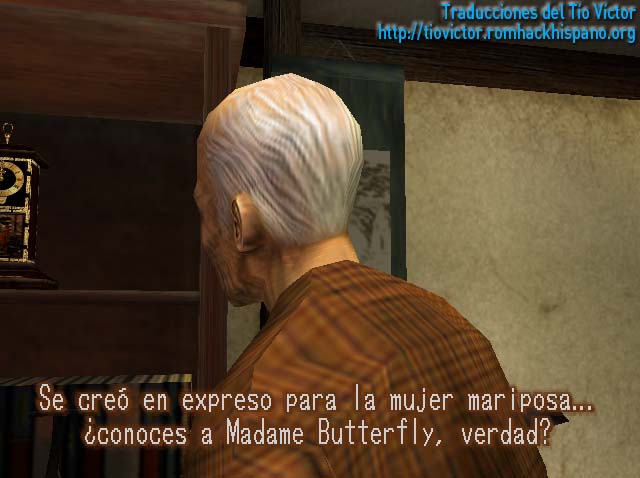 Traducciones del Tío Víctor
http://tiovictor.romhackhispano.org
Se creó en expreso para la mujer mariposa...
¿conoces a Madame Butterfly, verdad?